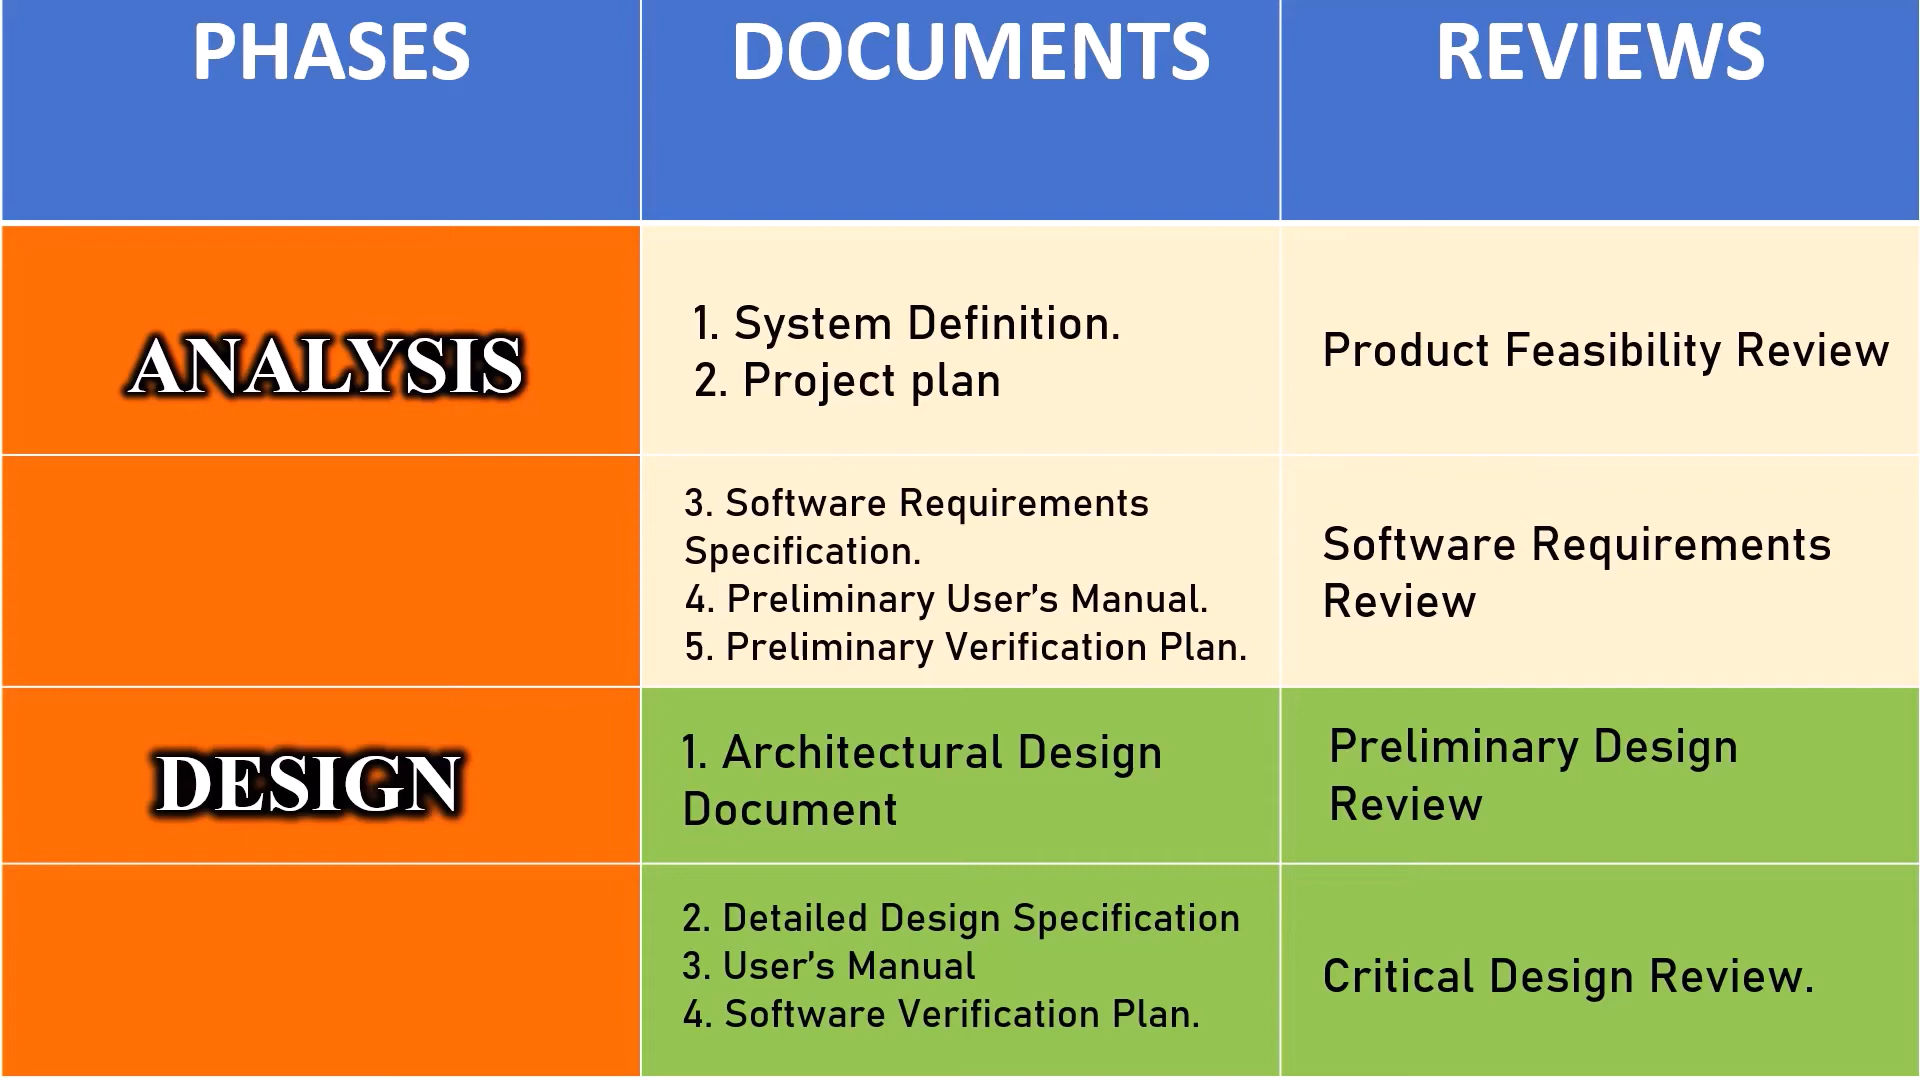 PHASES
DOCUMENTS
REVIEWS
ANALYSIS
1. System Definition.
2. Project plan
Product Feasibility Review
3. Software Requirements
Specification.
4. Preliminary User’s Manual.
5. Preliminary Verification Plan.
Software Requirements
Review
DESIGN
1. Architectural Design
Document
Preliminary Design
Review
2. Detailed Design Specification
3. User’s Manual
4. Software Verification Plan.
Critical Design Review.